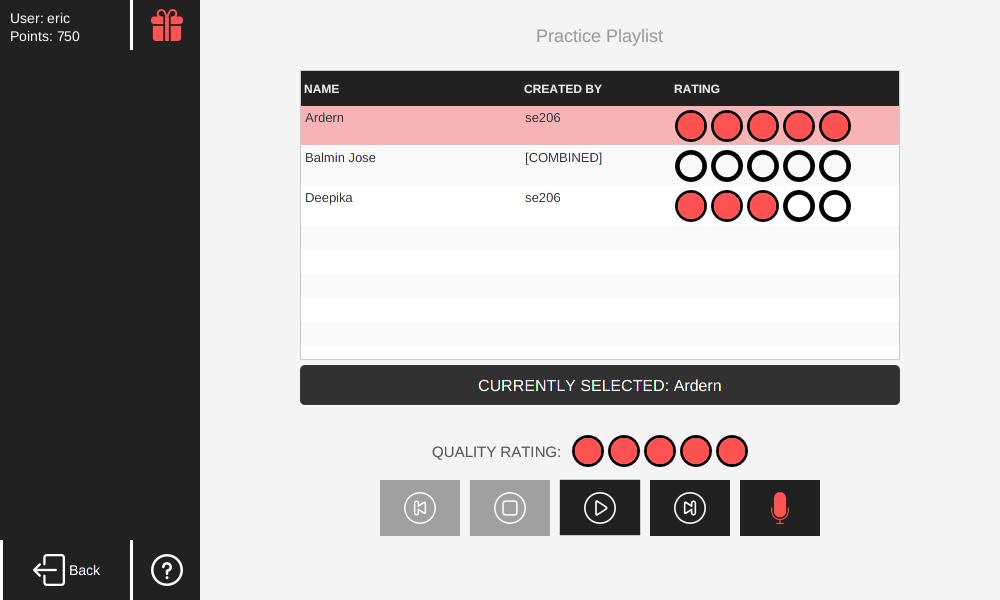 User: eric
Points: 750
Practice Playlist
NAME CREATED BY RATING
Ardern se206
Balmin Jose [COMBINED]
Deepika se206
CURRENTLY SELECTED: Ardern
QUALITY RATING:
Back
?